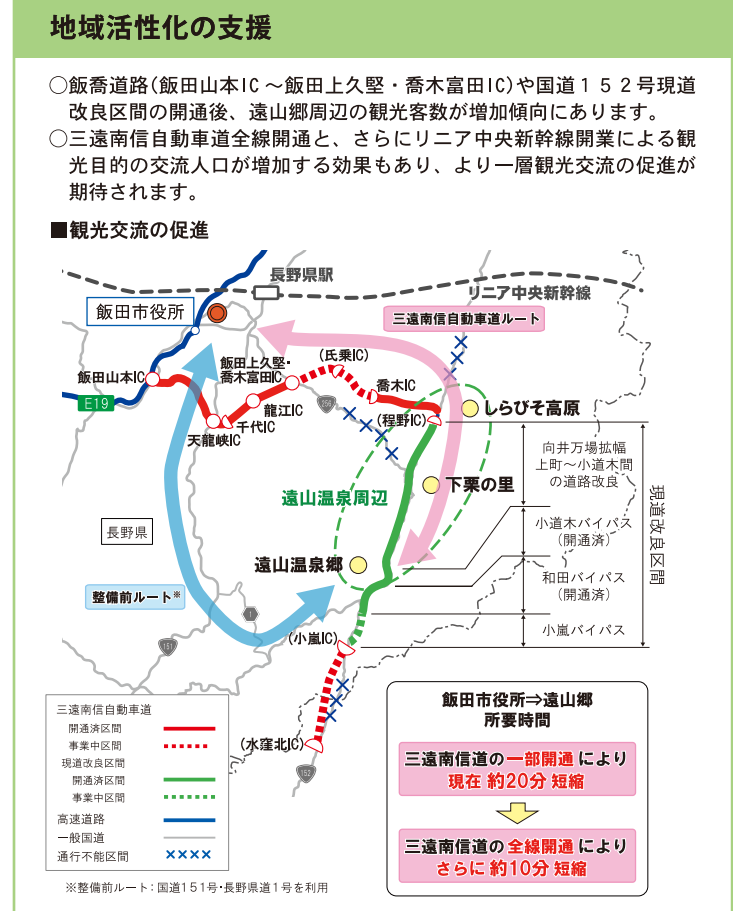 地域活性化の支援
○飯喬道路(飯田山本IC～飯田上久堅・喬木富田IC)や国道１５２号現道
改良区間の開通後、遠山郷周辺の観光客数が増加傾向にあります。
○三遠南信自動車道全線開通と、さらにリニア中央新幹線開業による観
光目的の交流人口が増加する効果もあり、より一層観光交流の促進が
期待されます。
■観光交流の促進
長野県駅
リニア中央新幹線
飯田市役所
三遠南信自動車道ルート
飯田山本IC
飯田上久堅・
喬木富田IC
(氏乗IC)
喬木IC
E19
龍江IC
256
(程野IC)
しらびそ高原
千代IC
天龍峡IC
向井万場拡幅
上町～小道木間
の道路改良
下栗の里
遠山温泉周辺
現道改良区間
長野県
小道木バイパス
(開通済)
遠山温泉郷
和田バイパス
(開通済)
整備前ルート※
1
小嵐バイパス
151
(小嵐IC)
三遠南信自動車道
開通済区間
事業中区間
現道改良区間
開通済区間
事業中区間
高速道路
一般国道
通行不能区間
(水窪北IC)
152
飯田市役所⇒遠山郷
所要時間
三遠南信道の一部開通により
現在 約20分 短縮
三遠南信道の全線開通により
さらに 約10分 短縮
※整備前ルート：国道151号・長野県道1号を利用